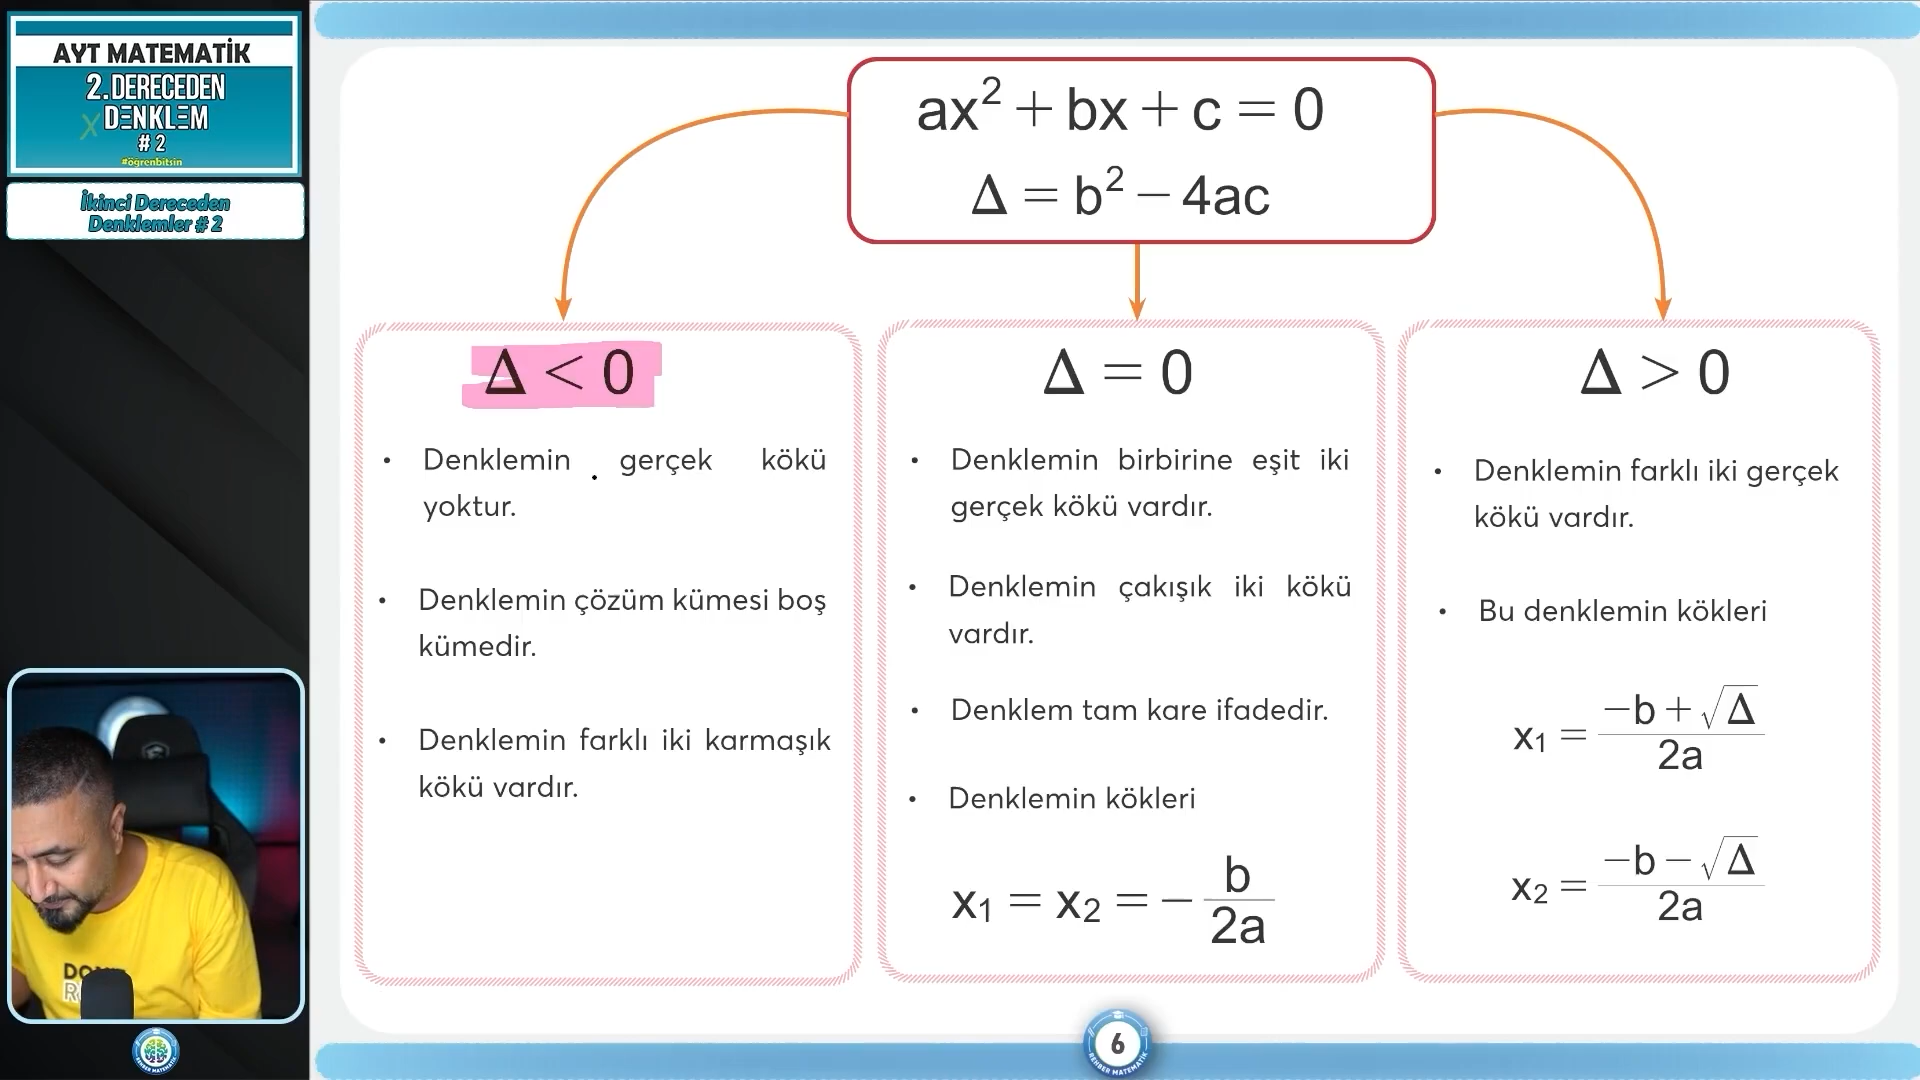 AYT MATEMATİK
2.DERECEDEN
X DENKLEM
# 2
#öğrenbitsin
İkinci Dereceden
Denklemler # 2
ax² + bx + c = 0
Δ = b² − 4ac
Δ < 0
• Denklemin . gerçek kökü
yoktur.
• Denklemin çözüm kümesi boş
kümedir.
• Denklemin farklı iki karmaşık
kökü vardır.
Δ = 0
• Denklemin birbirine eşit iki
gerçek kökü vardır.
• Denklemin çakışık iki kökü
vardır.
• Denklem tam kare ifadedir.
• Denklemin kökleri
x₁ = x₂ = − b/2a
Δ > 0
• Denklemin farklı iki gerçek
kökü vardır.
• Bu denklemin kökleri
x₁ = (−b + √Δ)/2a
x₂ = (−b − √Δ)/2a
6
REHBER MATEMATİK